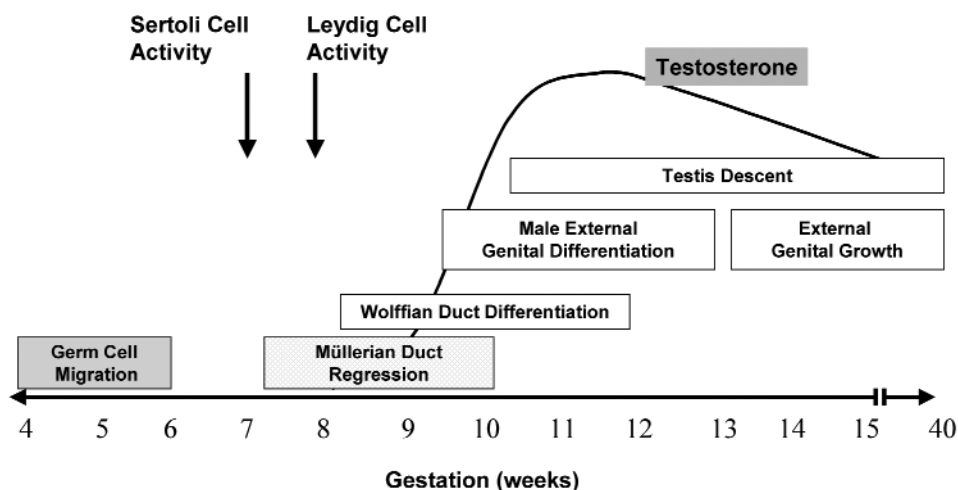 Sertoli Cell
Activity
Leydig Cell
Activity
Testosterone
Testis Descent
Male External
Genital Differentiation
External
Genital Growth
Wolffian Duct Differentiation
Germ Cell
Migration
Müllerian Duct
Regression
4 5 6 7 8 9 10 11 12 13 14 15 40
Gestation (weeks)